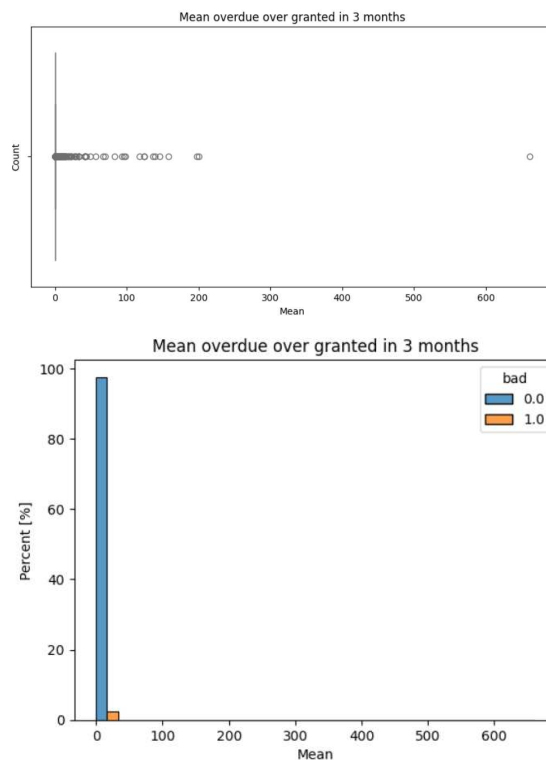 Mean overdue over granted in 3 months
Count
0 100 200 300 400 500 600
Mean
Mean overdue over granted in 3 months
bad
0.0
1.0
100
80
60
40
20
0
Percent [%]
0 100 200 300 400 500 600
Mean